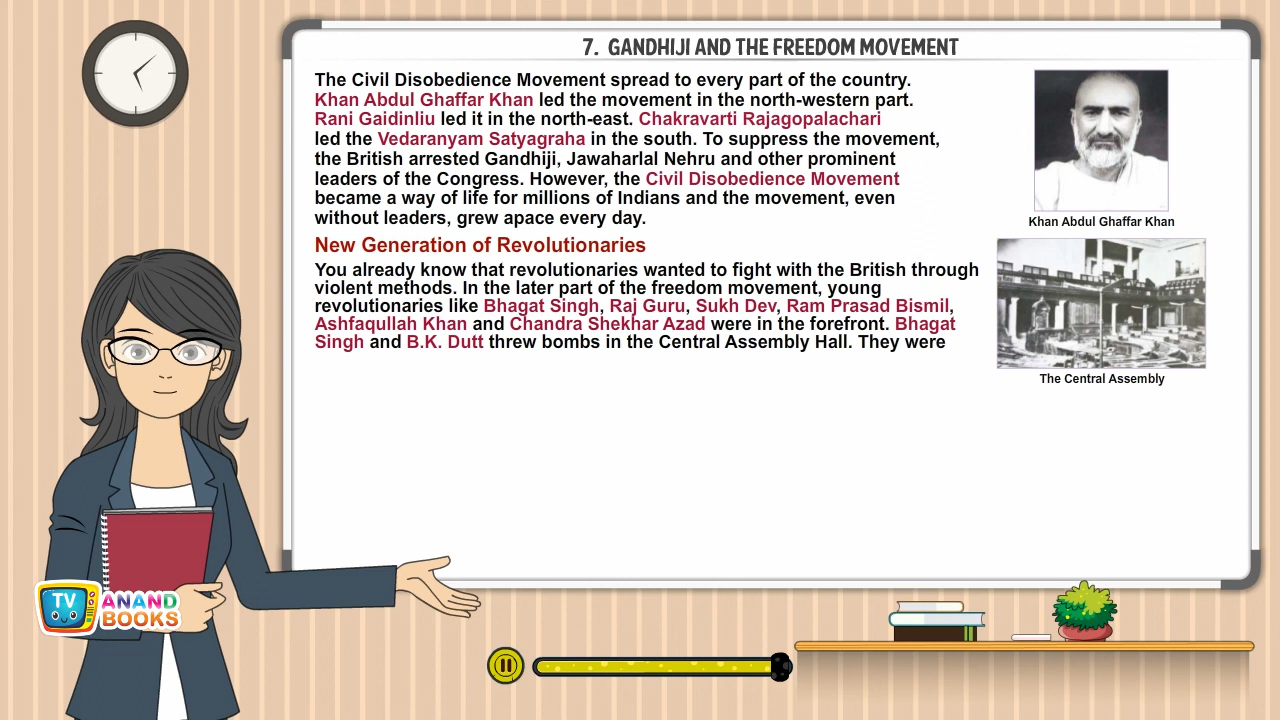 7. GANDHIJI AND THE FREEDOM MOVEMENT
The Civil Disobedience Movement spread to every part of the country.
Khan Abdul Ghaffar Khan led the movement in the north-western part.
Rani Gaidinliu led it in the north-east. Chakravarti Rajagopalachari
led the Vedaranyam Satyagraha in the south. To suppress the movement,
the British arrested Gandhiji, Jawaharlal Nehru and other prominent
leaders of the Congress. However, the Civil Disobedience Movement
became a way of life for millions of Indians and the movement, even
without leaders, grew apace every day.
Khan Abdul Ghaffar Khan
New Generation of Revolutionaries
You already know that revolutionaries wanted to fight with the British through
violent methods. In the later part of the freedom movement, young
revolutionaries like Bhagat Singh, Raj Guru, Sukh Dev, Ram Prasad Bismil,
Ashfaqullah Khan and Chandra Shekhar Azad were in the forefront. Bhagat
Singh and B.K. Dutt threw bombs in the Central Assembly Hall. They were
The Central Assembly
TV
ANAND
BOOKS